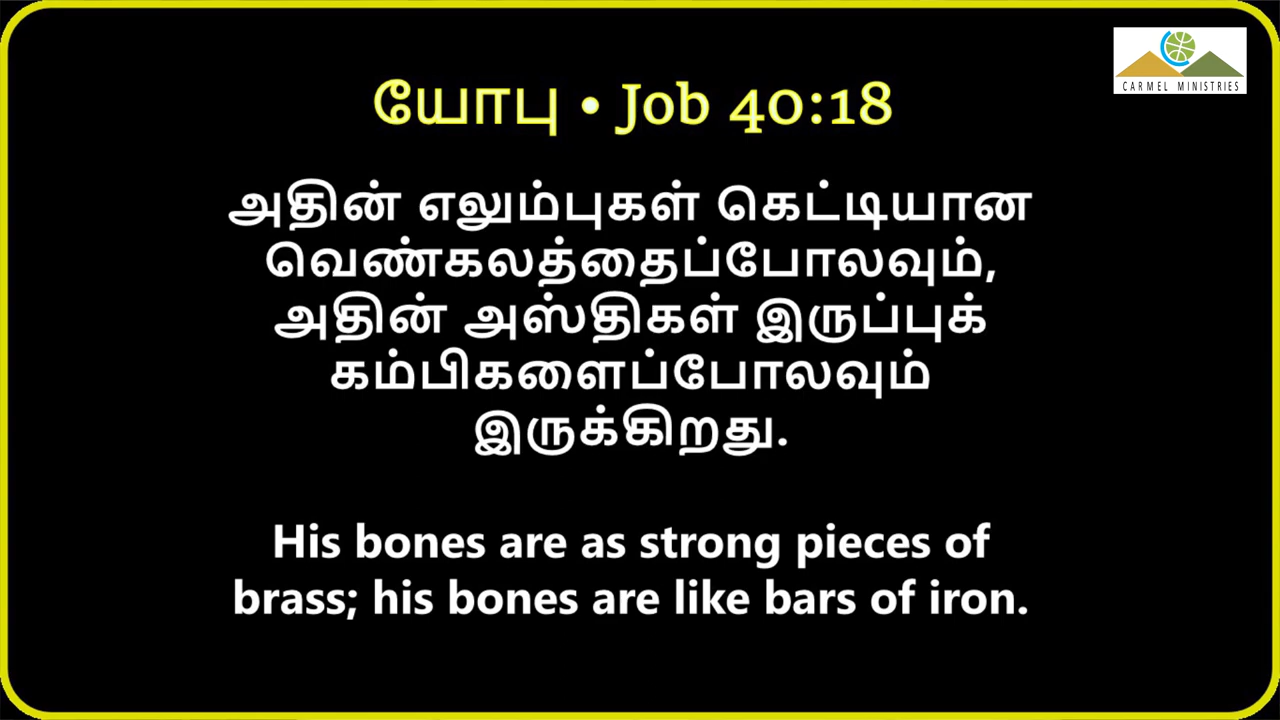 CARMEL MINISTRIES
யோபு • Job 40:18
அதின் எலும்புகள் கெட்டியான
வெண்கலத்தைப்போலவும்,
அதின் அஸ்திகள் இருப்புக்
கம்பிகளைப்போலவும்
இருக்கிறது.
His bones are as strong pieces of
brass; his bones are like bars of iron.